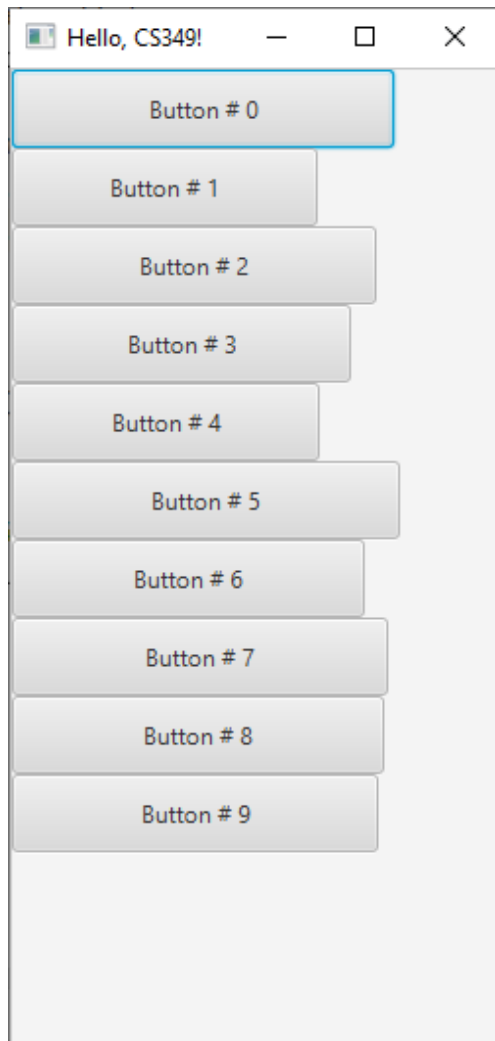 Hello, CS349!
Button # 0
Button # 1
Button # 2
Button # 3
Button # 4
Button # 5
Button # 6
Button # 7
Button # 8
Button # 9